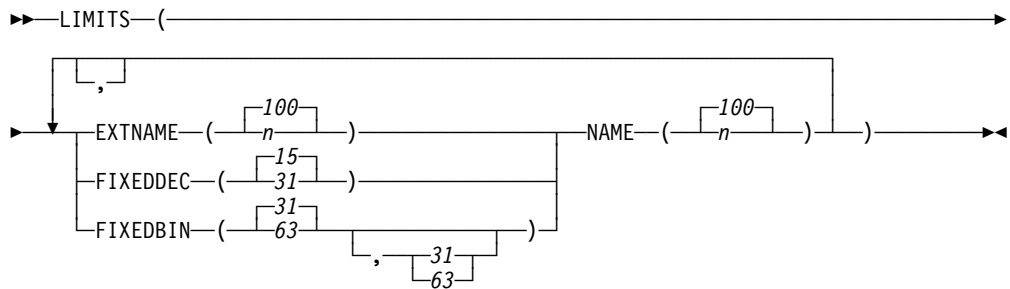 LIMITS (
,
100 100
EXTNAME ( n ) NAME ( n ) )
15
FIXEDDEC ( 31 )
31
FIXEDBIN ( 63 )
, 31
63